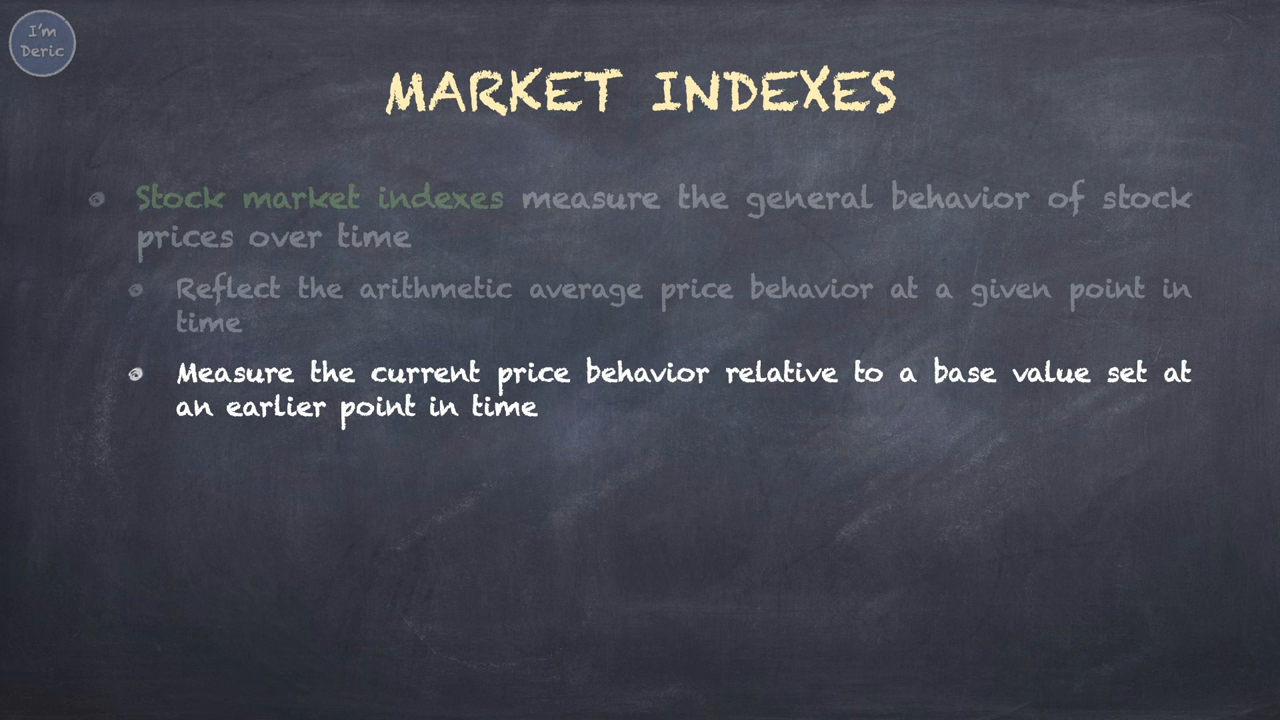 I'm
Deric
MARKET INDEXES
Stock market indexes measure the general behavior of stock
prices over time
Reflect the arithmetic average price behavior at a given point in
time
Measure the current price behavior relative to a base value set at
an earlier point in time